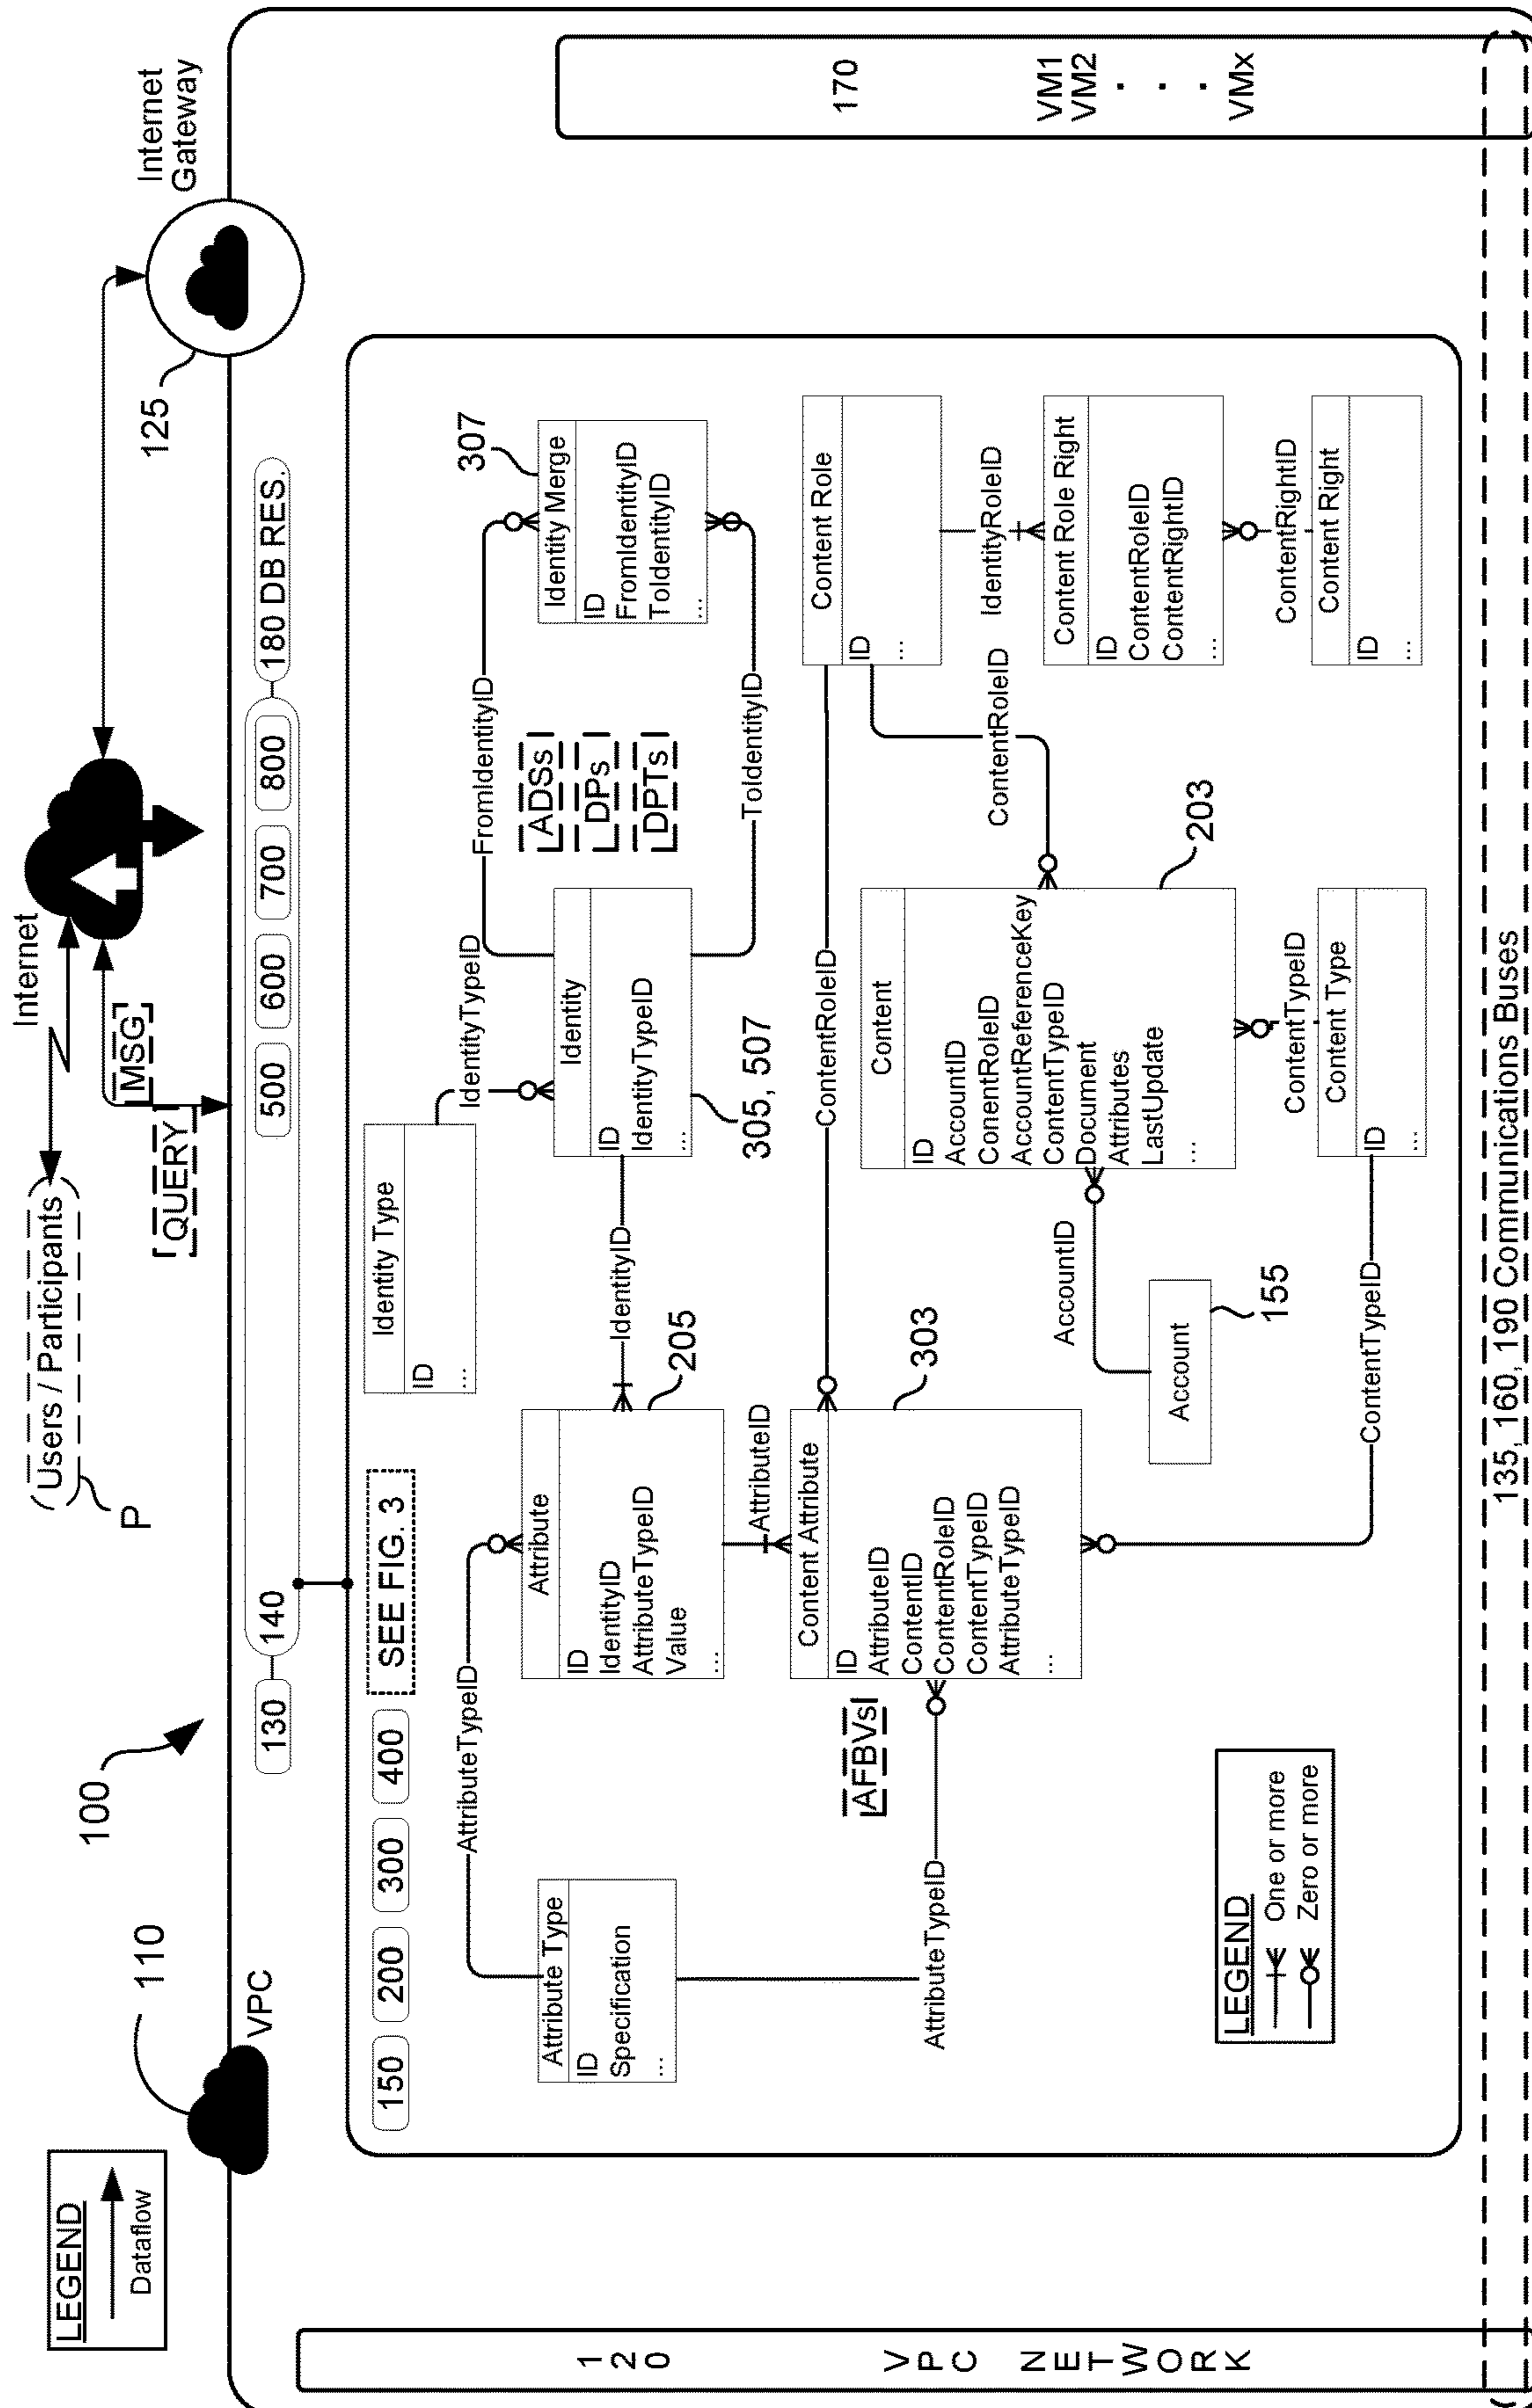 LEGEND
Dataflow
110
VPC
100
P
(Users / Participants)
Internet
QUERY
MSG
Internet
Gateway
125
130
140
500
600
700
800
180 DB RES.
120
VPC NETWORK
150
200
300
400
SEE FIG. 3
Identity Type
ID
...
IdentityTypeID
AttributeTypeID
Attribute Type
ID
Specification
...
Attribute
ID
IdentityID
AttributeTypeID
Value
...
205
IdentityID
Identity
ID
IdentityTypeID
...
305, 507
FromIdentityID
ADSs
DPs
DPTs
ToIdentityID
307
Identity Merge
ID
FromIdentityID
ToIdentityID
...
AttributeID
AFBVs
Content Attribute
ID
AttributeID
ContentID
ContentRoleID
ContentTypeID
AttributeTypeID
...
303
AttributeTypeID
ContentRoleID
Content
ID
AccountID
ConentRoleID
AccountReferenceKey
ContentTypeID
Document
Attributes
LastUpdate
...
203
ContentRoleID
Content Role
ID
...
IdentityRoleID
Content Role Right
ID
ContentRoleID
ContentRightID
...
ContentRightID
Content Right
ID
...
AccountID
Account
155
ContentTypeID
ContentTypeID
Content Type
ID
...
LEGEND
One or more
Zero or more
170
VM1
VM2
.
.
.
VMx
135, 160, 190 Communications Buses